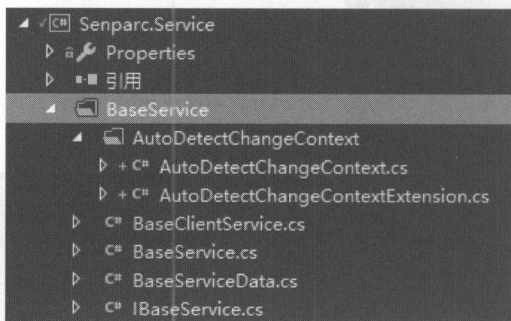 C# Senparc.Service
Properties
引用
BaseService
AutoDetectChangeContext
+ C# AutoDetectChangeContext.cs
+ C# AutoDetectChangeContextExtension.cs
C# BaseClientService.cs
C# BaseService.cs
C# BaseServiceData.cs
C# IBaseService.cs